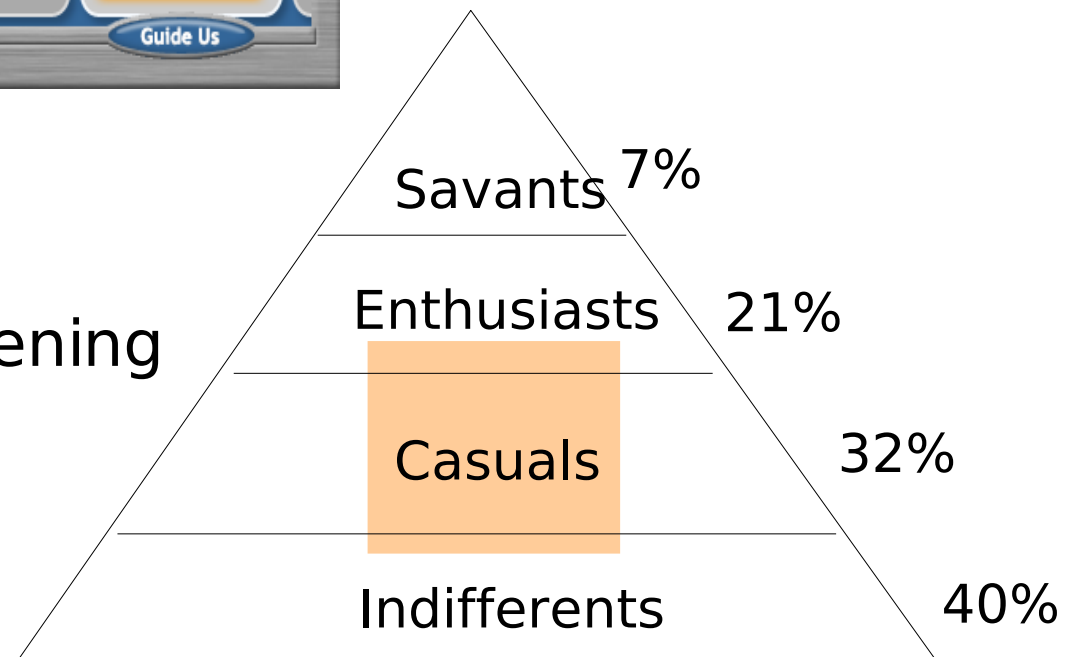 Guide Us
Savants 7%
Enthusiasts 21%
ening
Casuals 32%
Indifferents 40%